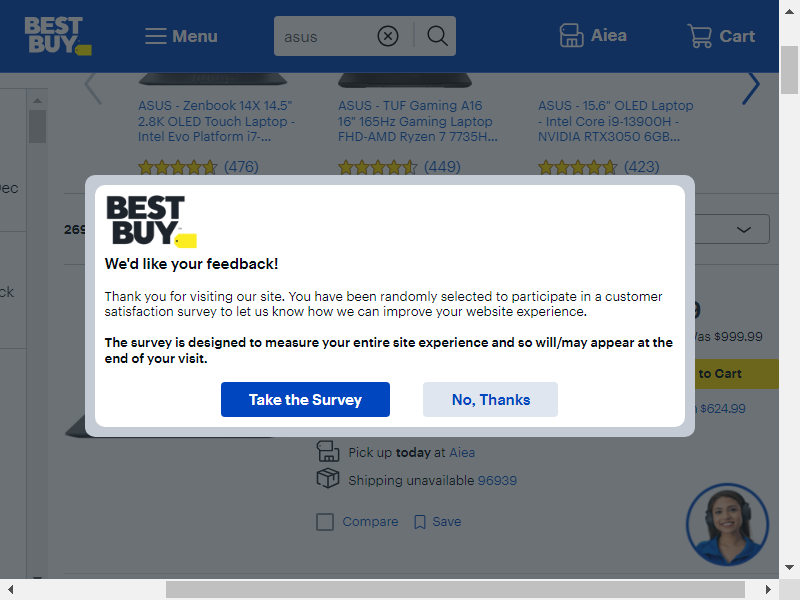 BEST BUY
Menu
asus
Aiea
Cart
ASUS - Zenbook 14X 14.5"
2.8K OLED Touch Laptop -
Intel Evo Platform i7-...
(476)
ASUS - TUF Gaming A16
16" 165Hz Gaming Laptop
FHD-AMD Ryzen 7 7735H...
(449)
ASUS - 15.6" OLED Laptop
- Intel Core i9-13900H -
NVIDIA RTX3050 6GB...
(423)
BEST
BUY
We'd like your feedback!
Thank you for visiting our site. You have been randomly selected to participate in a customer
satisfaction survey to let us know how we can improve your website experience.
The survey is designed to measure your entire site experience and so will/may appear at the
end of your visit.
Take the Survey
No, Thanks
$999.99
to Cart
$624.99
Pick up today at Aiea
Shipping unavailable 96939
Compare
Save